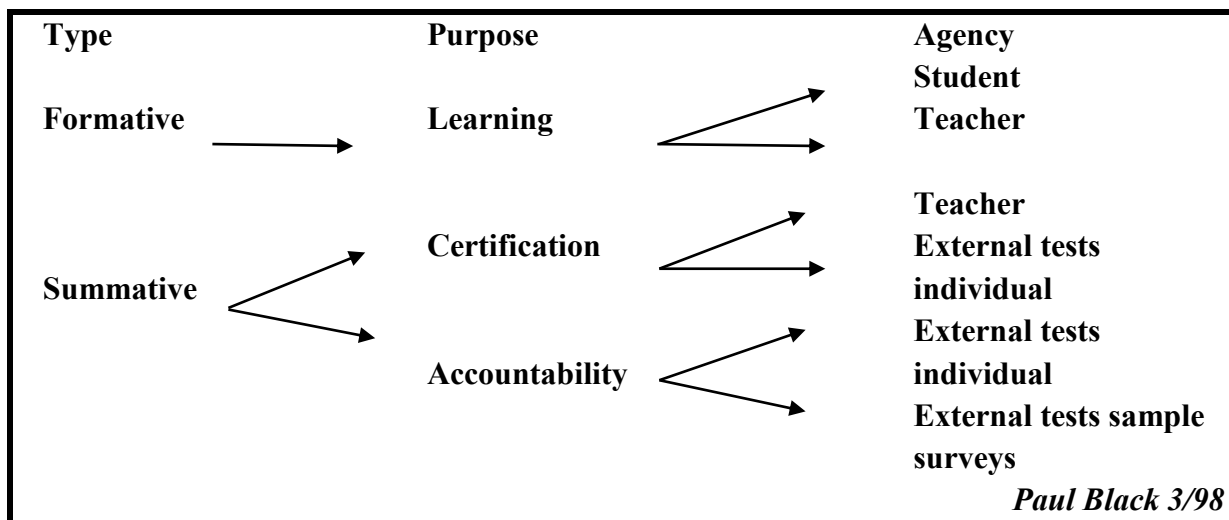 Type Purpose Agency
Student
Formative Learning Teacher
Teacher
Certification External tests
Summative individual
External tests
Accountability individual
External tests sample
surveys
Paul Black 3/98